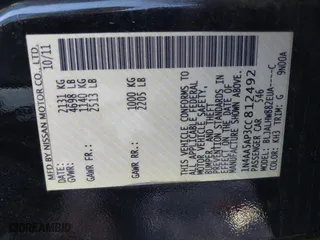 MFD BY NISSAN MOTOR CO., LTD.
10/11
GVWR: 2131 KG
4698 LB
GAWR FR: 1140 KG
2513 LB
GAWR RR: 1000 KG
2205 LB
THIS VEHICLE CONFORMS TO
ALL APPLICABLE FEDERAL
MOTOR VEHICLE SAFETY,
BUMPER, AND THEFT
PREVENTION STANDARDS IN
EFFECT ON THE DATE OF
MANUFACTURE SHOWN ABOVE.
1N4AA5AP3CC812492
PASSENGER CAR 546
COLOR: KH3 TRIM: G
9N00A